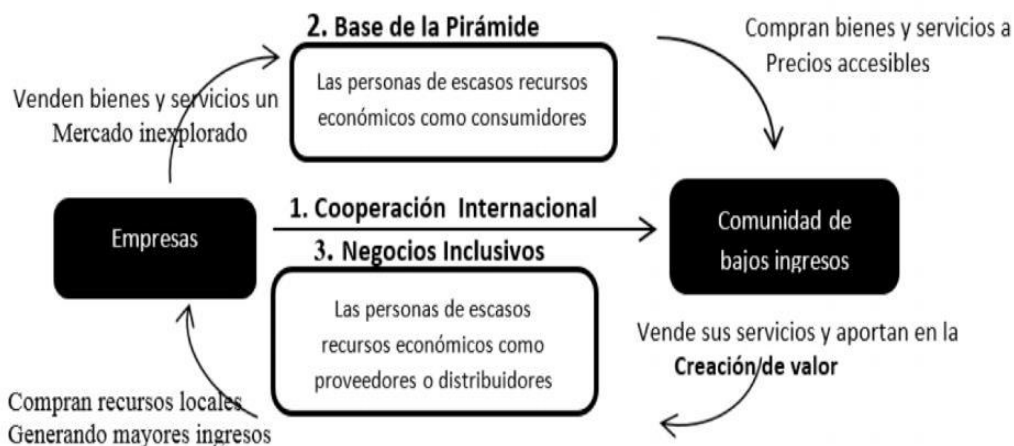 2. Base de la Pirámide
Las personas de escasos recursos
económicos como consumidores
Compran bienes y servicios a
Precios accesibles
Venden bienes y servicios un
Mercado inexplorado
Empresas
1. Cooperación Internacional
3. Negocios Inclusivos
Comunidad de
bajos ingresos
Las personas de escasos
recursos económicos como
proveedores o distribuidores
Vende sus servicios y aportan en la
Creación de valor
Compran recursos locales
Generando mayores ingresos